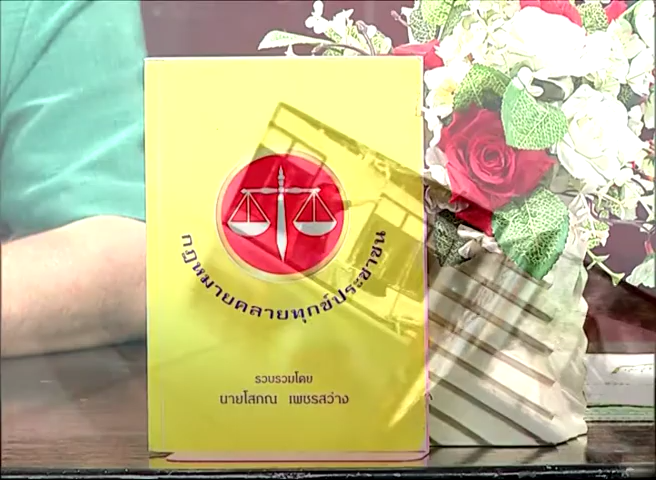 กฎหมายคลายทุกข์ประชาชน
รวบรวมโดย
นายโสภณ เพชรสว่าง